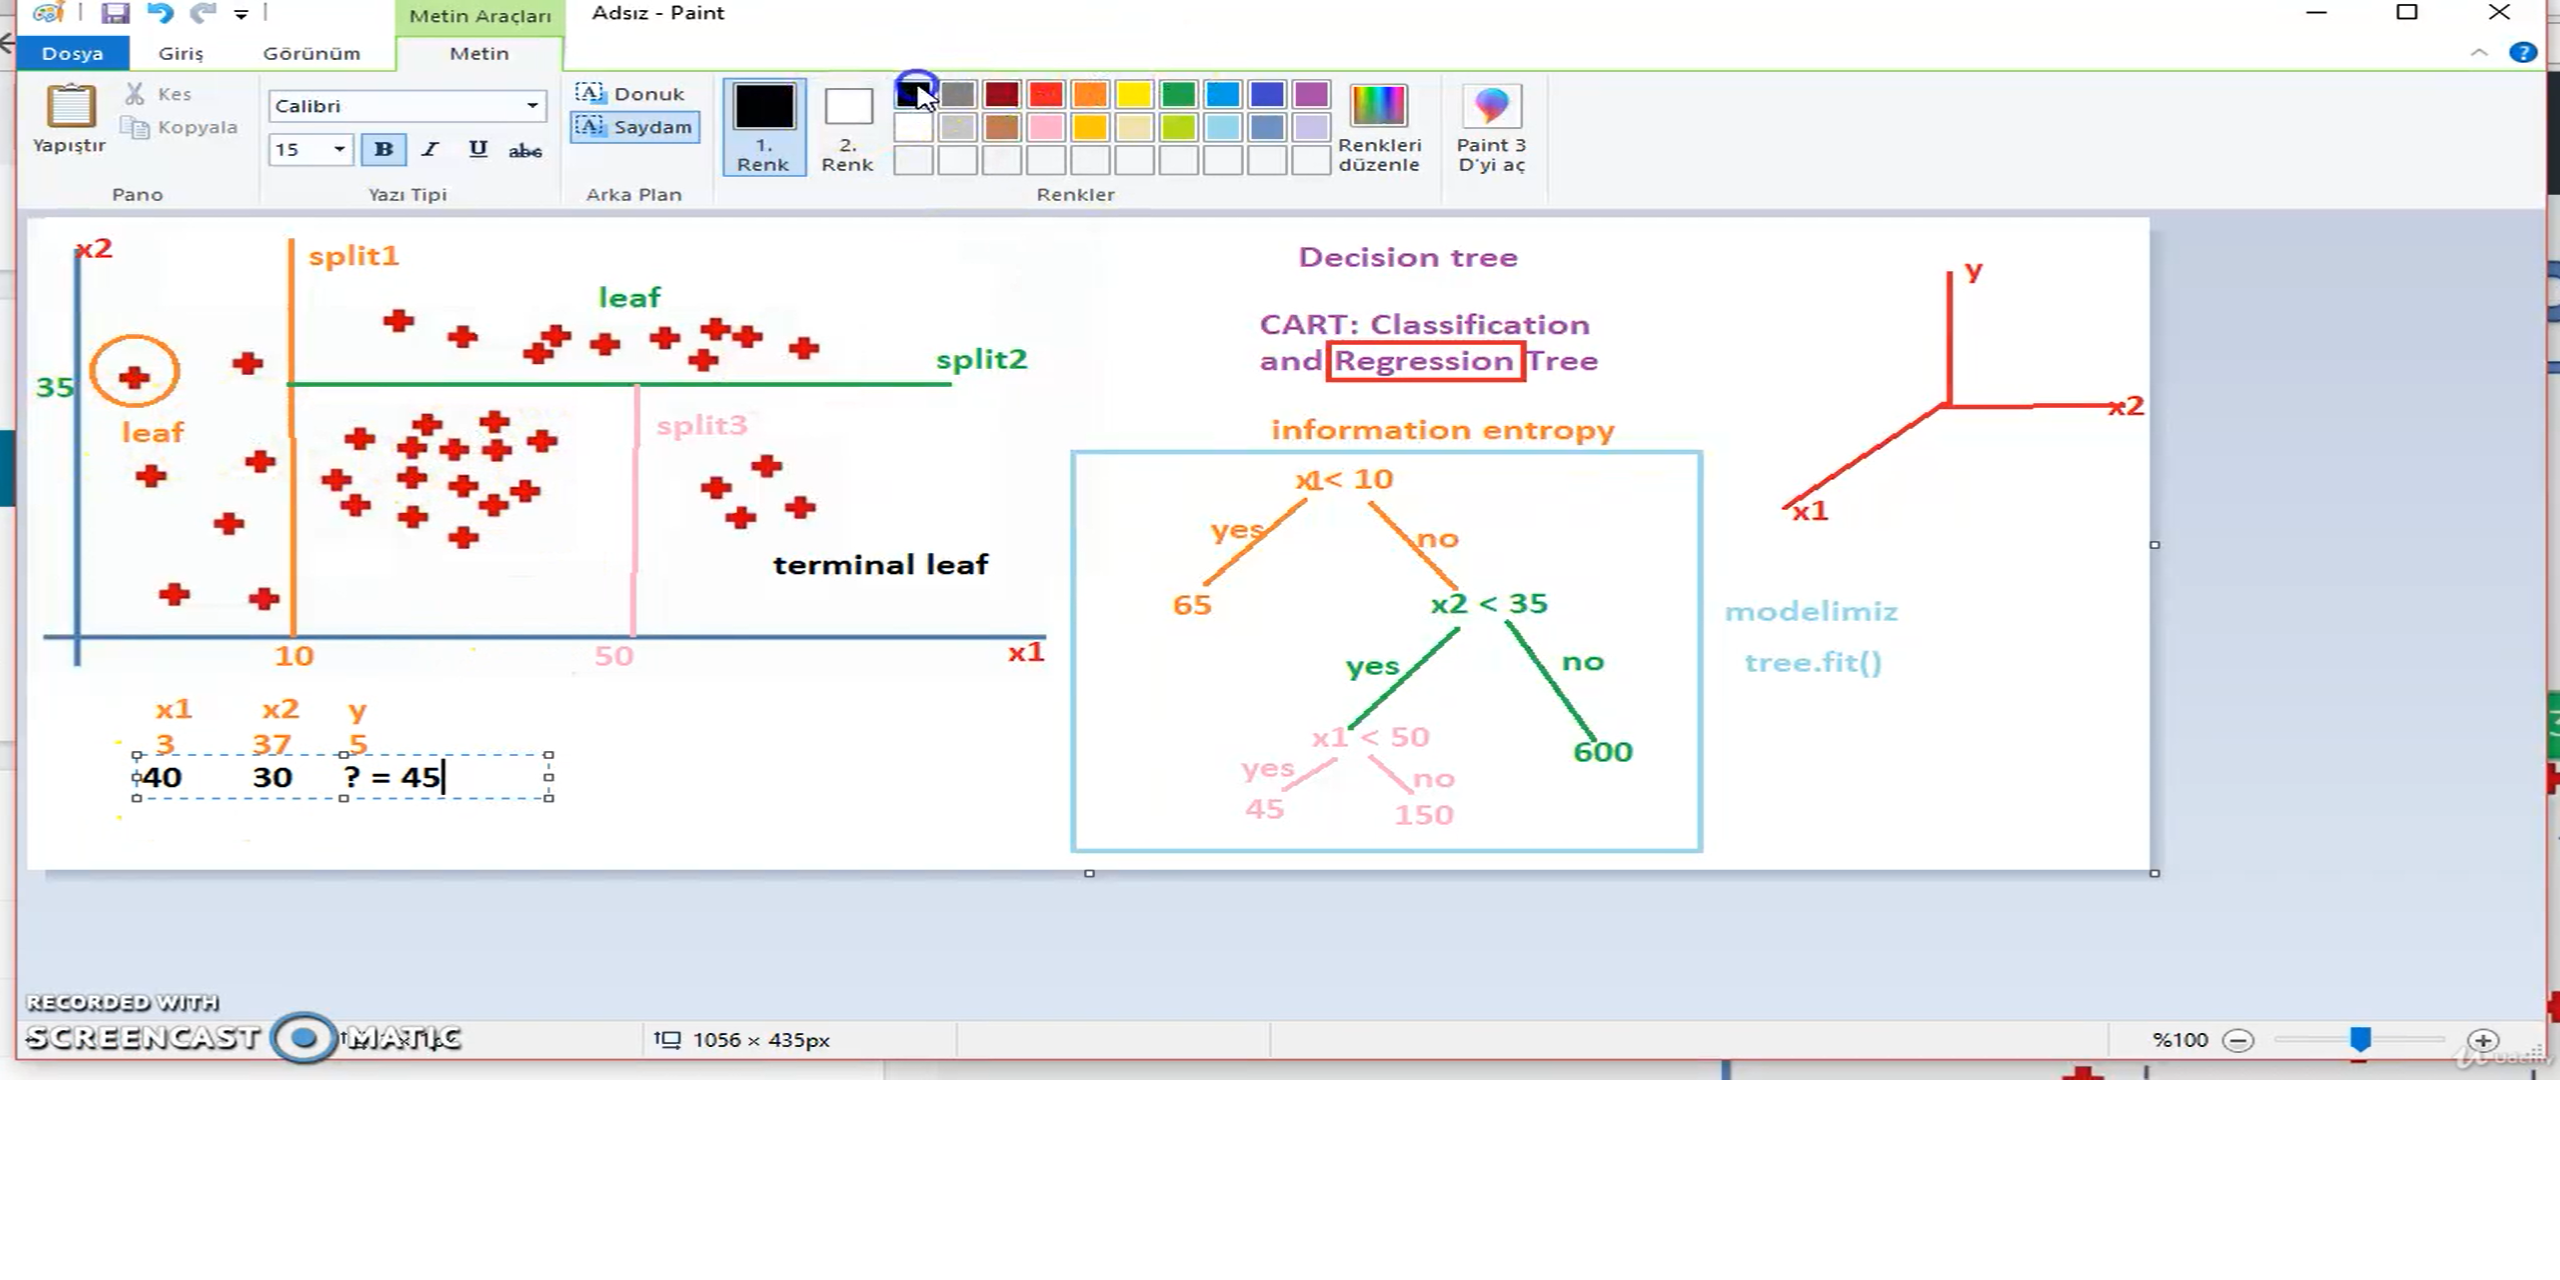 Metin Araçları
Adsız - Paint
Dosya
Giriş
Görünüm
Metin
Yapıştır
Kes
Kopyala
Pano
Calibri
15
B
I
U
abc
Yazı Tipi
Donuk
Saydam
Arka Plan
1.
Renk
2.
Renk
Renkler
Renkleri
düzenle
Paint 3
D'yi aç
x2
split1
leaf
split2
35
leaf
split3
terminal leaf
10
50
x1
x1 x2 y
3 37 5
40 30 ? = 45
Decision tree
CART: Classification
and Regression Tree
information entropy
x1< 10
yes
no
65
x2 < 35
yes
no
x1 < 50
600
yes
no
45
150
y
x2
x1
modelimiz
tree.fit()
RECORDED WITH
SCREENCAST MATIC
1056 × 435px
%100
Udemy